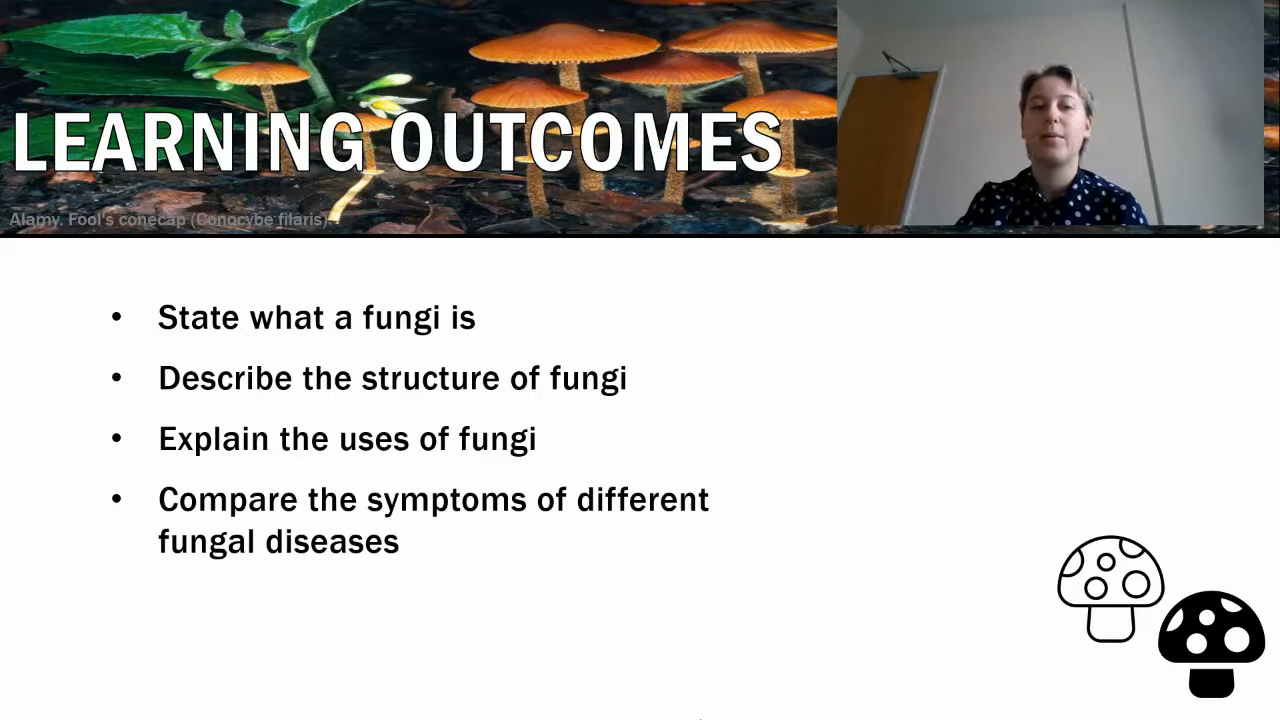 LEARNING OUTCOMES
Alamy. Fool's conecap (Conocybe filaris)
• State what a fungi is
• Describe the structure of fungi
• Explain the uses of fungi
• Compare the symptoms of different
fungal diseases